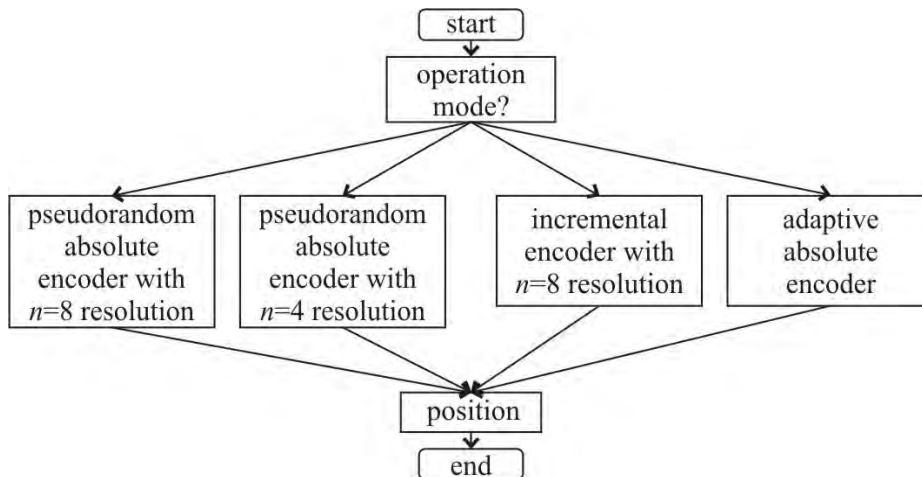 start
operation
mode?
pseudorandom
absolute
encoder with
n=8 resolution
pseudorandom
absolute
encoder with
n=4 resolution
incremental
encoder with
n=8 resolution
adaptive
absolute
encoder
position
end